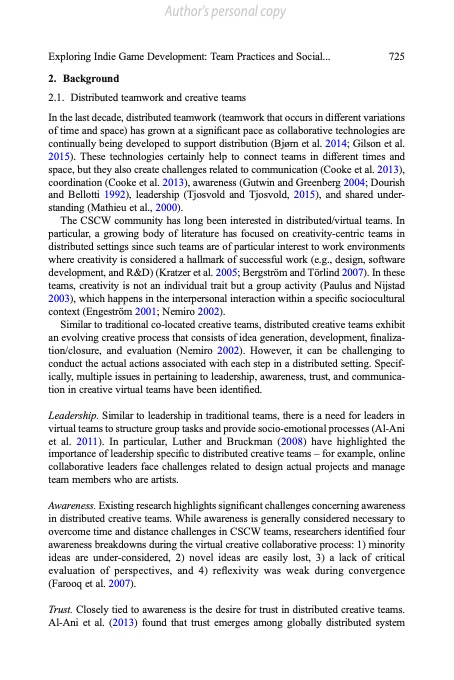 Author's personal copy
Exploring Indie Game Development: Team Practices and Social... 725
2. Background
2.1. Distributed teamwork and creative teams
In the last decade, distributed teamwork (teamwork that occurs in different variations
of time and space) has grown at a significant pace as collaborative technologies are
continually being developed to support distribution (Bjørn et al. 2014; Gilson et al.
2015). These technologies certainly help to connect teams in different times and
space, but they also create challenges related to communication (Cooke et al. 2013),
coordination (Cooke et al. 2013), awareness (Gutwin and Greenberg 2004; Dourish
and Bellotti 1992), leadership (Tjosvold and Tjosvold, 2015), and shared under-
standing (Mathieu et al., 2000).
The CSCW community has long been interested in distributed/virtual teams. In
particular, a growing body of literature has focused on creativity-centric teams in
distributed settings since such teams are of particular interest to work environments
where creativity is considered a hallmark of successful work (e.g., design, software
development, and R&D) (Kratzer et al. 2005; Bergström and Törlind 2007). In these
teams, creativity is not an individual trait but a group activity (Paulus and Nijstad
2003), which happens in the interpersonal interaction within a specific sociocultural
context (Engeström 2001; Nemiro 2002).
Similar to traditional co-located creative teams, distributed creative teams exhibit
an evolving creative process that consists of idea generation, development, finaliza-
tion/closure, and evaluation (Nemiro 2002). However, it can be challenging to
conduct the actual actions associated with each step in a distributed setting. Specif-
ically, multiple issues in pertaining to leadership, awareness, trust, and communica-
tion in creative virtual teams have been identified.
Leadership. Similar to leadership in traditional teams, there is a need for leaders in
virtual teams to structure group tasks and provide socio-emotional processes (Al-Ani
et al. 2011). In particular, Luther and Bruckman (2008) have highlighted the
importance of leadership specific to distributed creative teams – for example, online
collaborative leaders face challenges related to design actual projects and manage
team members who are artists.
Awareness. Existing research highlights significant challenges concerning awareness
in distributed creative teams. While awareness is generally considered necessary to
overcome time and distance challenges in CSCW teams, researchers identified four
awareness breakdowns during the virtual creative collaborative process: 1) minority
ideas are under-considered, 2) novel ideas are easily lost, 3) a lack of critical
evaluation of perspectives, and 4) reflexivity was weak during convergence
(Farooq et al. 2007).
Trust. Closely tied to awareness is the desire for trust in distributed creative teams.
Al-Ani et al. (2013) found that trust emerges among globally distributed system